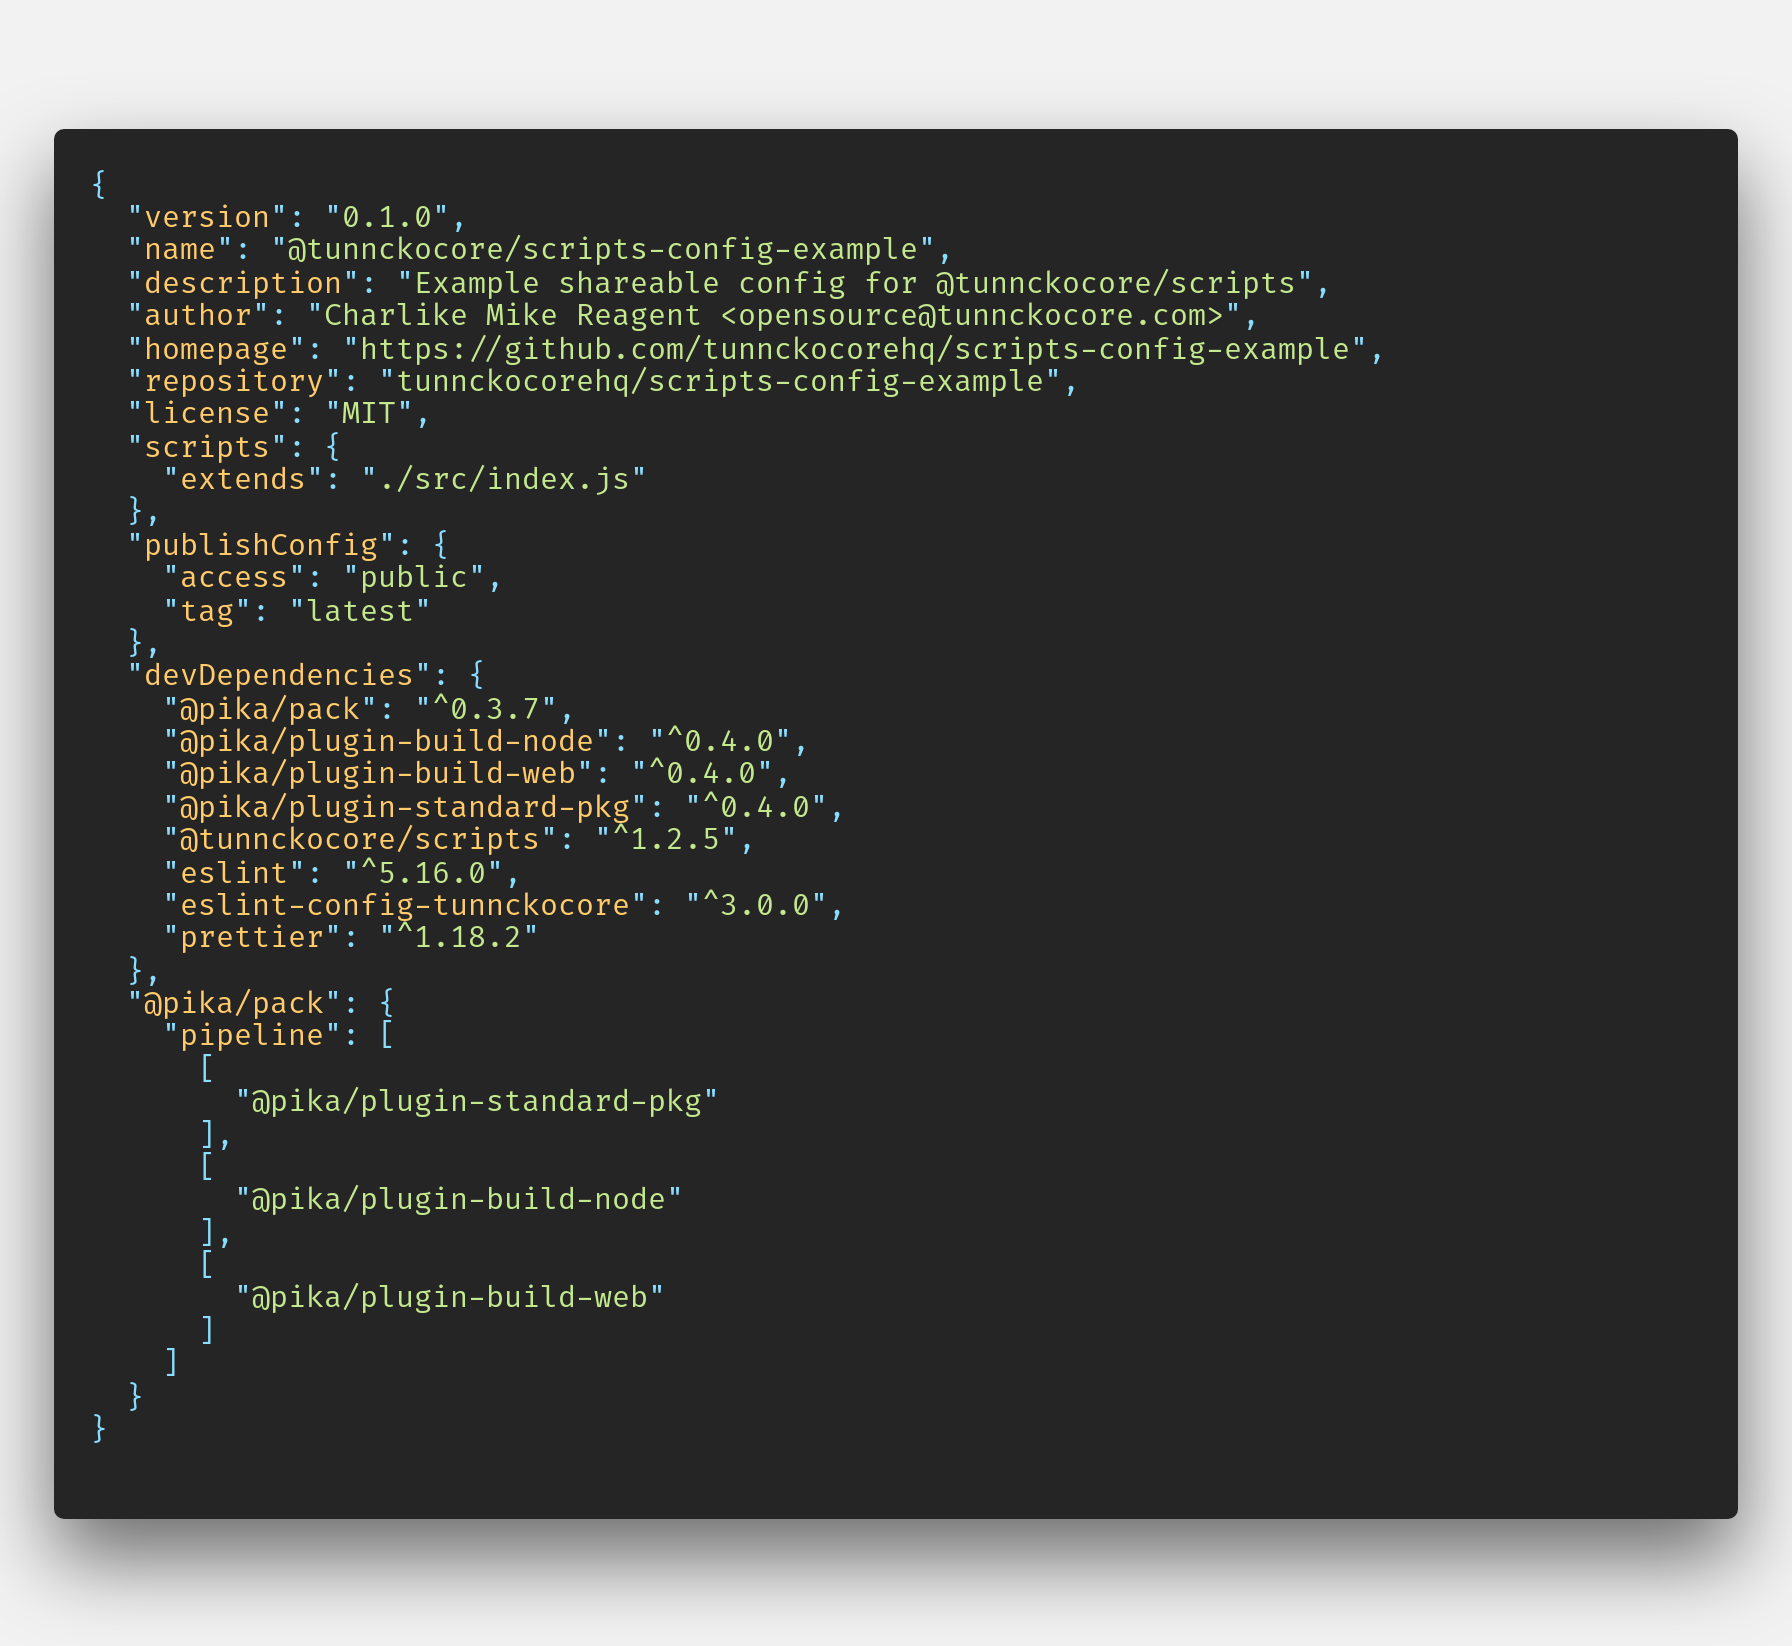 {
  "version": "0.1.0",
  "name": "@tunnckocore/scripts-config-example",
  "description": "Example shareable config for @tunnckocore/scripts",
  "author": "Charlike Mike Reagent <opensource@tunnckocore.com>",
  "homepage": "https://github.com/tunnckocorehq/scripts-config-example",
  "repository": "tunnckocorehq/scripts-config-example",
  "license": "MIT",
  "scripts": {
    "extends": "./src/index.js"
  },
  "publishConfig": {
    "access": "public",
    "tag": "latest"
  },
  "devDependencies": {
    "@pika/pack": "^0.3.7",
    "@pika/plugin-build-node": "^0.4.0",
    "@pika/plugin-build-web": "^0.4.0",
    "@pika/plugin-standard-pkg": "^0.4.0",
    "@tunnckocore/scripts": "^1.2.5",
    "eslint": "^5.16.0",
    "eslint-config-tunnckocore": "^3.0.0",
    "prettier": "^1.18.2"
  },
  "@pika/pack": {
    "pipeline": [
      [
        "@pika/plugin-standard-pkg"
      ],
      [
        "@pika/plugin-build-node"
      ],
      [
        "@pika/plugin-build-web"
      ]
    ]
  }
}